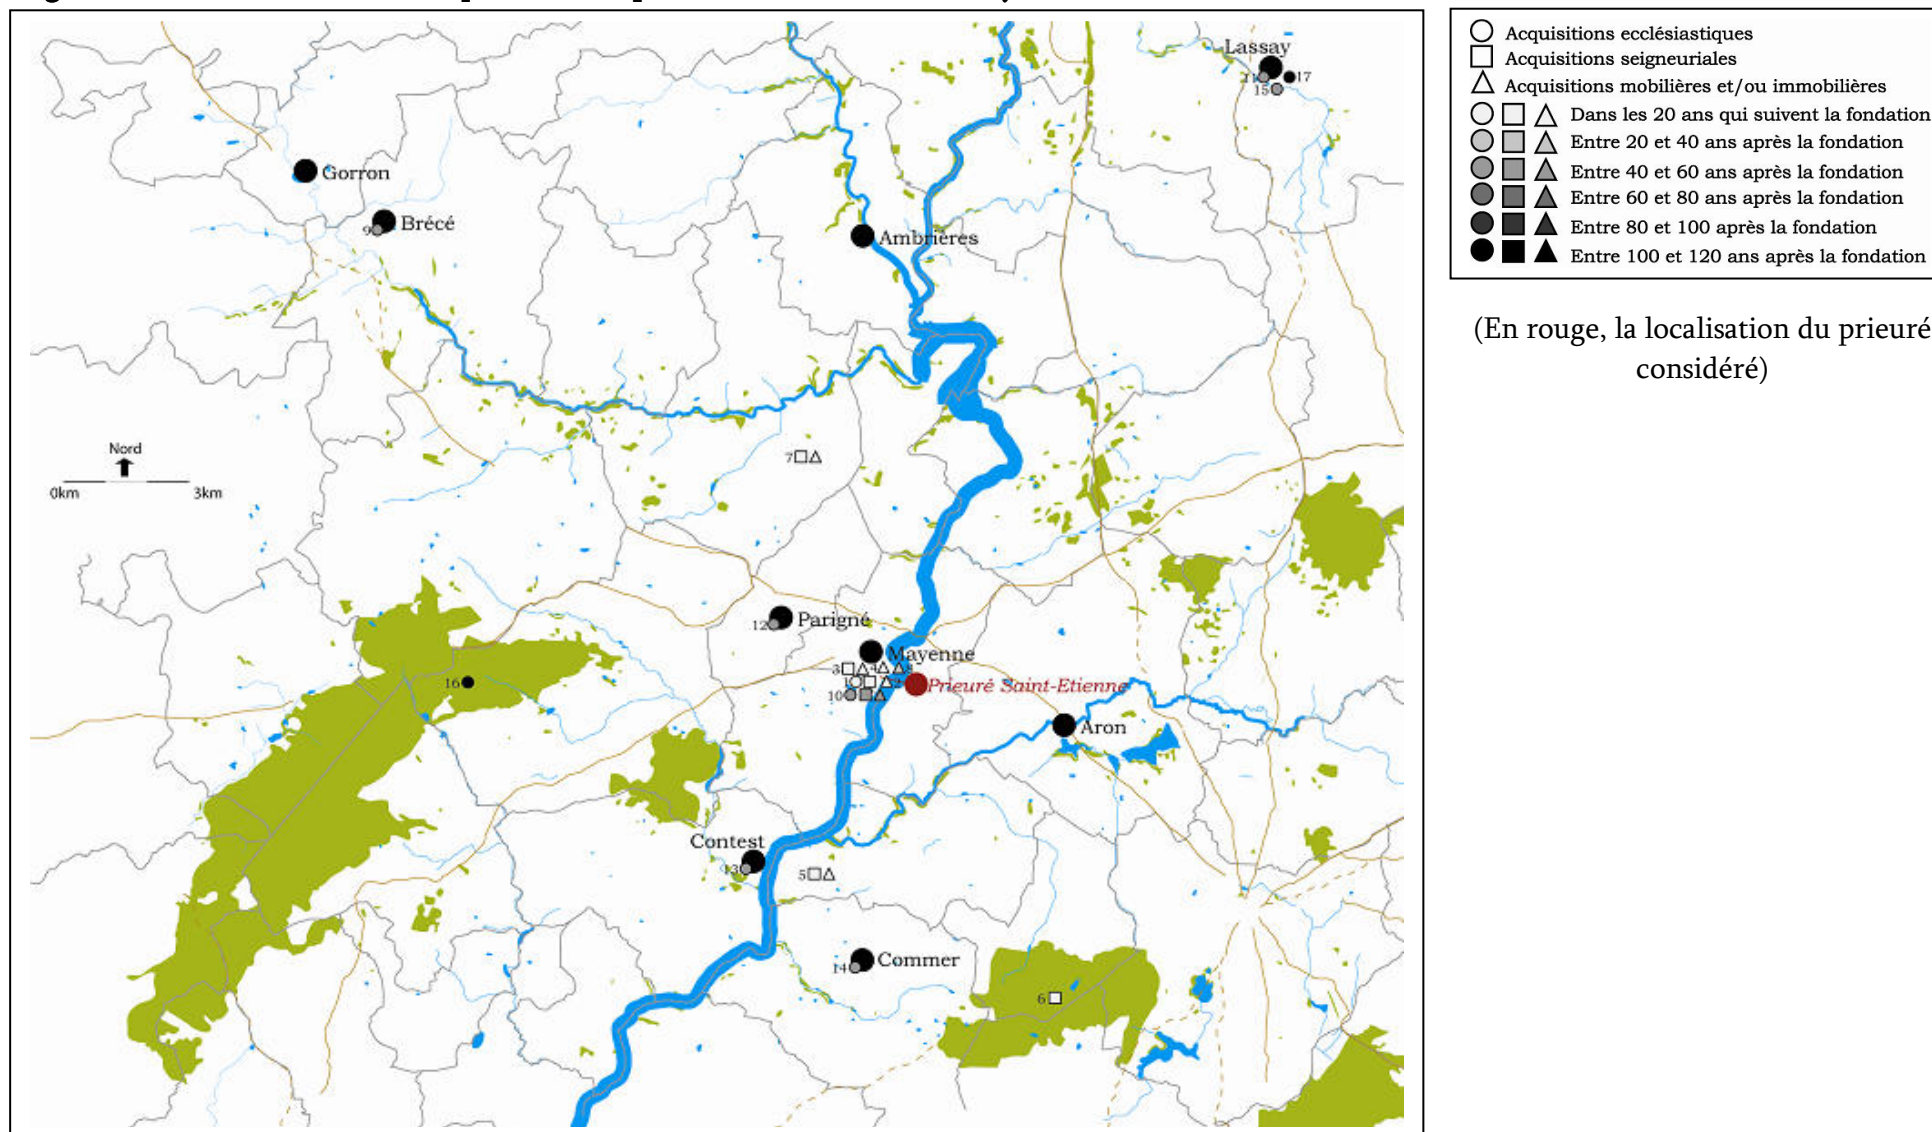 Lassay
11
17
15
Gorron
Brécé
9
Ambrières
Nord
0km 3km
7
Parigné
12
Mayenne
3 4 8
1 2
10
Prieuré Saint-Etienne
16
Aron
Contest
13
5
Commer
14
6
Acquisitions ecclésiastiques
Acquisitions seigneuriales
Acquisitions mobilières et/ou immobilières
Dans les 20 ans qui suivent la fondation
Entre 20 et 40 ans après la fondation
Entre 40 et 60 ans après la fondation
Entre 60 et 80 ans après la fondation
Entre 80 et 100 après la fondation
Entre 100 et 120 ans après la fondation
(En rouge, la localisation du prieuré
considéré)